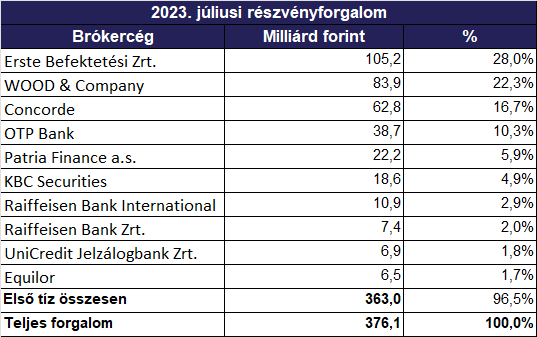 2023. júliusi részvényforgalom
Brókercég Milliárd forint %
Erste Befektetési Zrt. 105,2 28,0%
WOOD & Company 83,9 22,3%
Concorde 62,8 16,7%
OTP Bank 38,7 10,3%
Patria Finance a.s. 22,2 5,9%
KBC Securities 18,6 4,9%
Raiffeisen Bank International 10,9 2,9%
Raiffeisen Bank Zrt. 7,4 2,0%
UniCredit Jelzálogbank Zrt. 6,9 1,8%
Equilor 6,5 1,7%
Első tíz összesen 363,0 96,5%
Teljes forgalom 376,1 100,0%